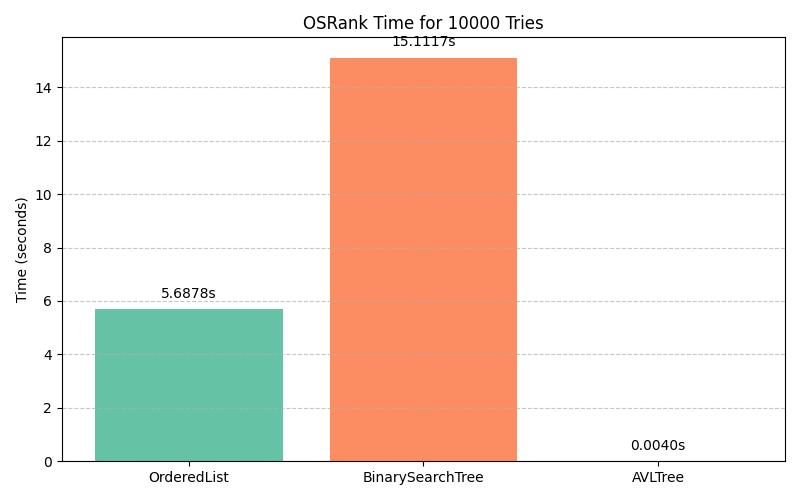 OSRank Time for 10000 Tries
15.1117s
14
12
10
8
6
4
2
0
Time (seconds)
5.6878s
0.0040s
OrderedList
BinarySearchTree
AVLTree